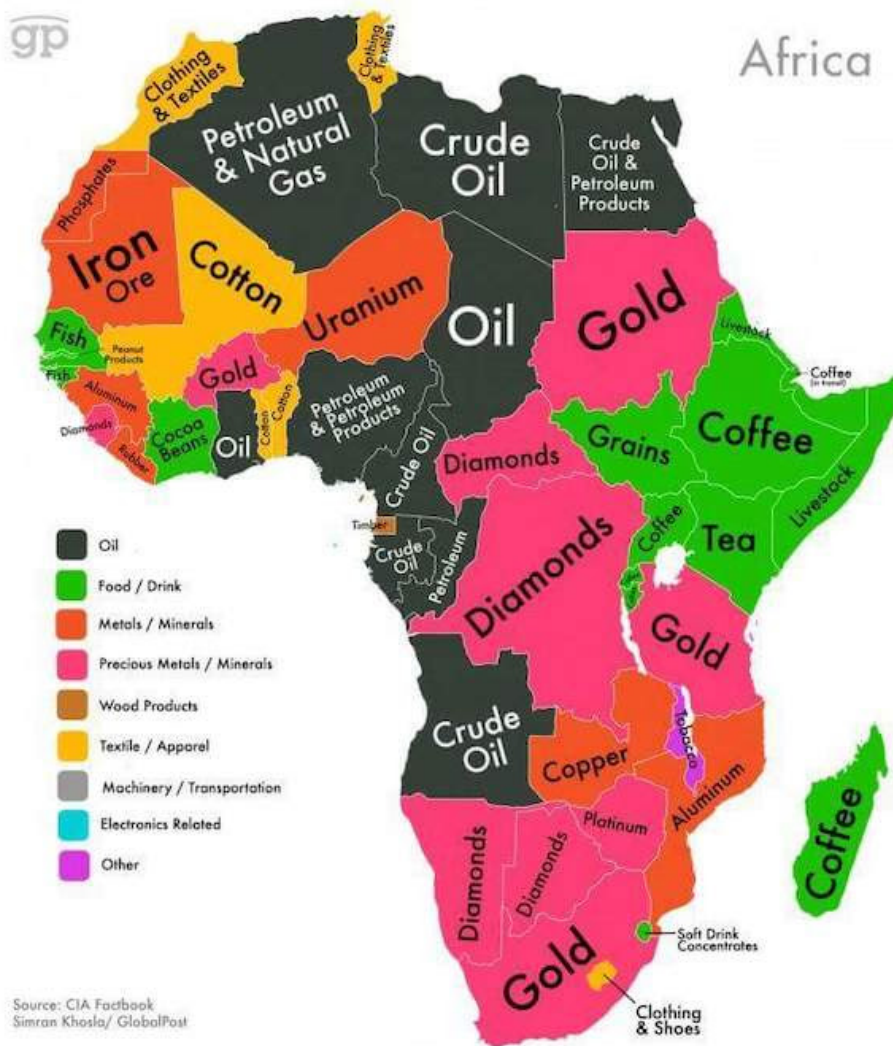 gp
Africa
Clothing
& Textiles
Clothing
& Textiles
Petroleum
& Natural
Gas
Crude
Oil
Crude
Oil &
Petroleum
Products
Phosphates
Iron
Ore
Cotton
Uranium
Oil
Gold
Fish
Peanut
Products
Fish
Gold
Livestock
Coffee
(in transit)
Aluminum
Diamonds
Rubber
Cocoa
Beans
Oil
Cotton
Cotton
Petroleum
& Petroleum
Products
Crude Oil
Diamonds
Grains
Coffee
Livestock
Timber
Crude
Oil
Petroleum
Diamonds
Coffee
Tea
Gold
Crude
Oil
Copper
Tobacco
Aluminum
Platinum
Diamonds
Diamonds
Coffee
Gold
Soft Drink
Concentrates
Clothing
& Shoes
Oil
Food / Drink
Metals / Minerals
Precious Metals / Minerals
Wood Products
Textile / Apparel
Machinery / Transportation
Electronics Related
Other
Source: CIA Factbook
Simran Khosla/ GlobalPost